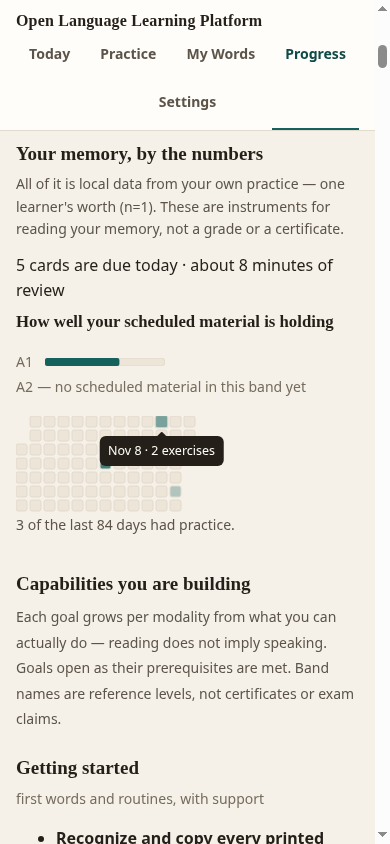 Open Language Learning Platform
Today Practice My Words Progress
Settings
Your memory, by the numbers
All of it is local data from your own practice — one
learner's worth (n=1). These are instruments for
reading your memory, not a grade or a certificate.
5 cards are due today · about 8 minutes of
review
How well your scheduled material is holding
A1
A2 — no scheduled material in this band yet
Nov 8 · 2 exercises
3 of the last 84 days had practice.
Capabilities you are building
Each goal grows per modality from what you can
actually do — reading does not imply speaking.
Goals open as their prerequisites are met. Band
names are reference levels, not certificates or exam
claims.
Getting started
first words and routines, with support
• Recognize and copy every printed